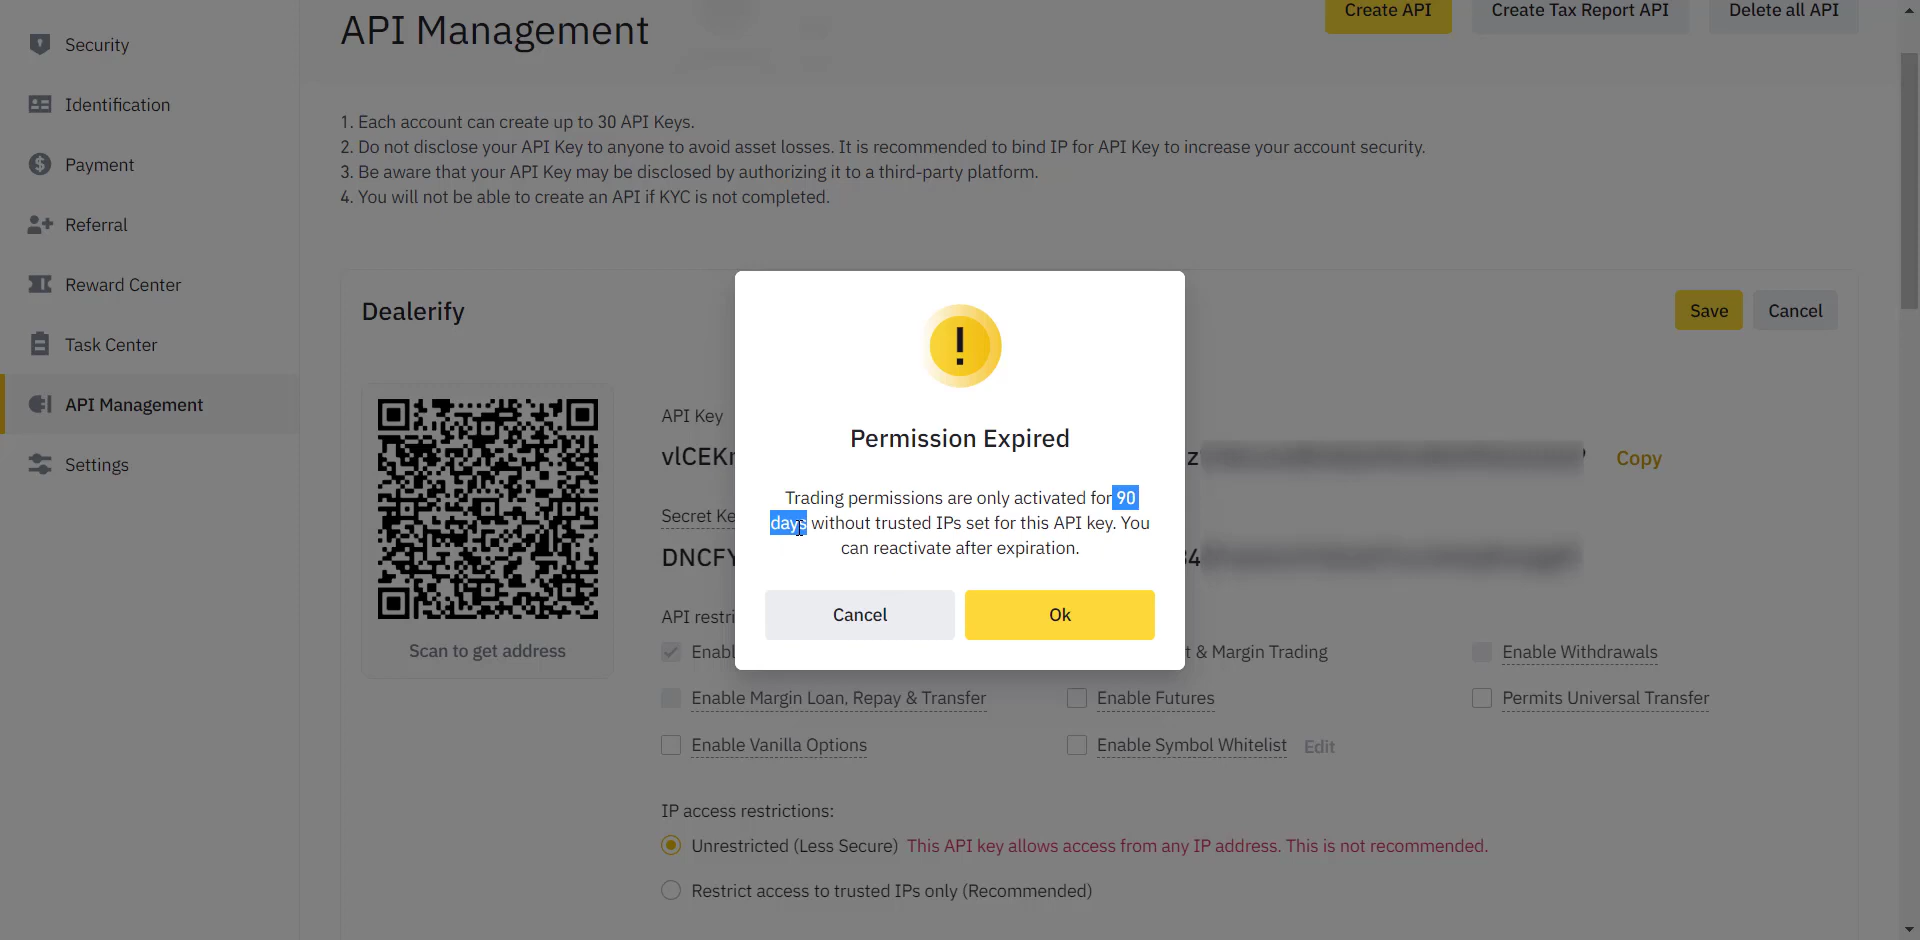 API Management
Create API
Create Tax Report API
Delete all API
Security
Identification
Payment
Referral
Reward Center
Task Center
API Management
Settings
1. Each account can create up to 30 API Keys.
2. Do not disclose your API Key to anyone to avoid asset losses. It is recommended to bind IP for API Key to increase your account security.
3. Be aware that your API Key may be disclosed by authorizing it to a third-party platform.
4. You will not be able to create an API if KYC is not completed.
Dealerify
Save
Cancel
Scan to get address
API Key
Copy
Secret Ke
API restri
Permission Expired
Trading permissions are only activated for 90
days without trusted IPs set for this API key. You
can reactivate after expiration.
Cancel
Ok
Enabl
t & Margin Trading
Enable Withdrawals
Enable Margin Loan, Repay & Transfer
Enable Futures
Permits Universal Transfer
Enable Vanilla Options
Enable Symbol Whitelist
Edit
IP access restrictions:
Unrestricted (Less Secure) This API key allows access from any IP address. This is not recommended.
Restrict access to trusted IPs only (Recommended)